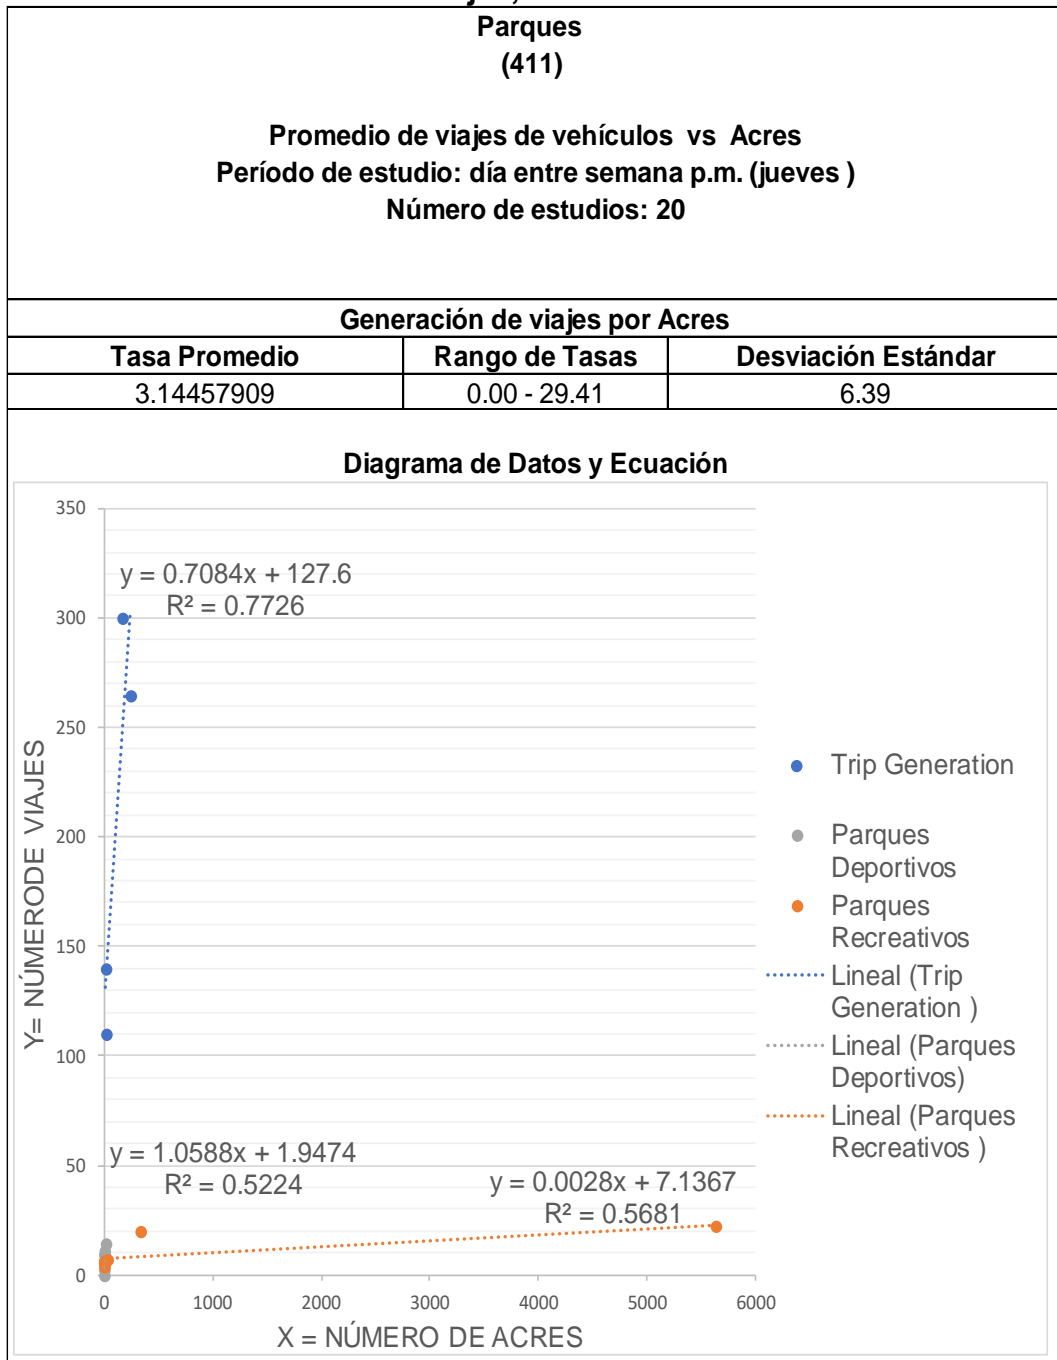 Parques
(411)
Promedio de viajes de vehículos vs Acres
Período de estudio: día entre semana p.m. (jueves )
Número de estudios: 20
Generación de viajes por Acres
Tasa Promedio Rango de Tasas Desviación Estándar
3.14457909 0.00 - 29.41 6.39
Diagrama de Datos y Ecuación
350
300
250
200
150
100
50
0
Y= NÚMERODE VIAJES
y = 0.7084x + 127.6
R² = 0.7726
y = 1.0588x + 1.9474
R² = 0.5224
y = 0.0028x + 7.1367
R² = 0.5681
0 1000 2000 3000 4000 5000 6000
X = NÚMERO DE ACRES
Trip Generation
Parques
Deportivos
Parques
Recreativos
Lineal (Trip
Generation )
Lineal (Parques
Deportivos)
Lineal (Parques
Recreativos )